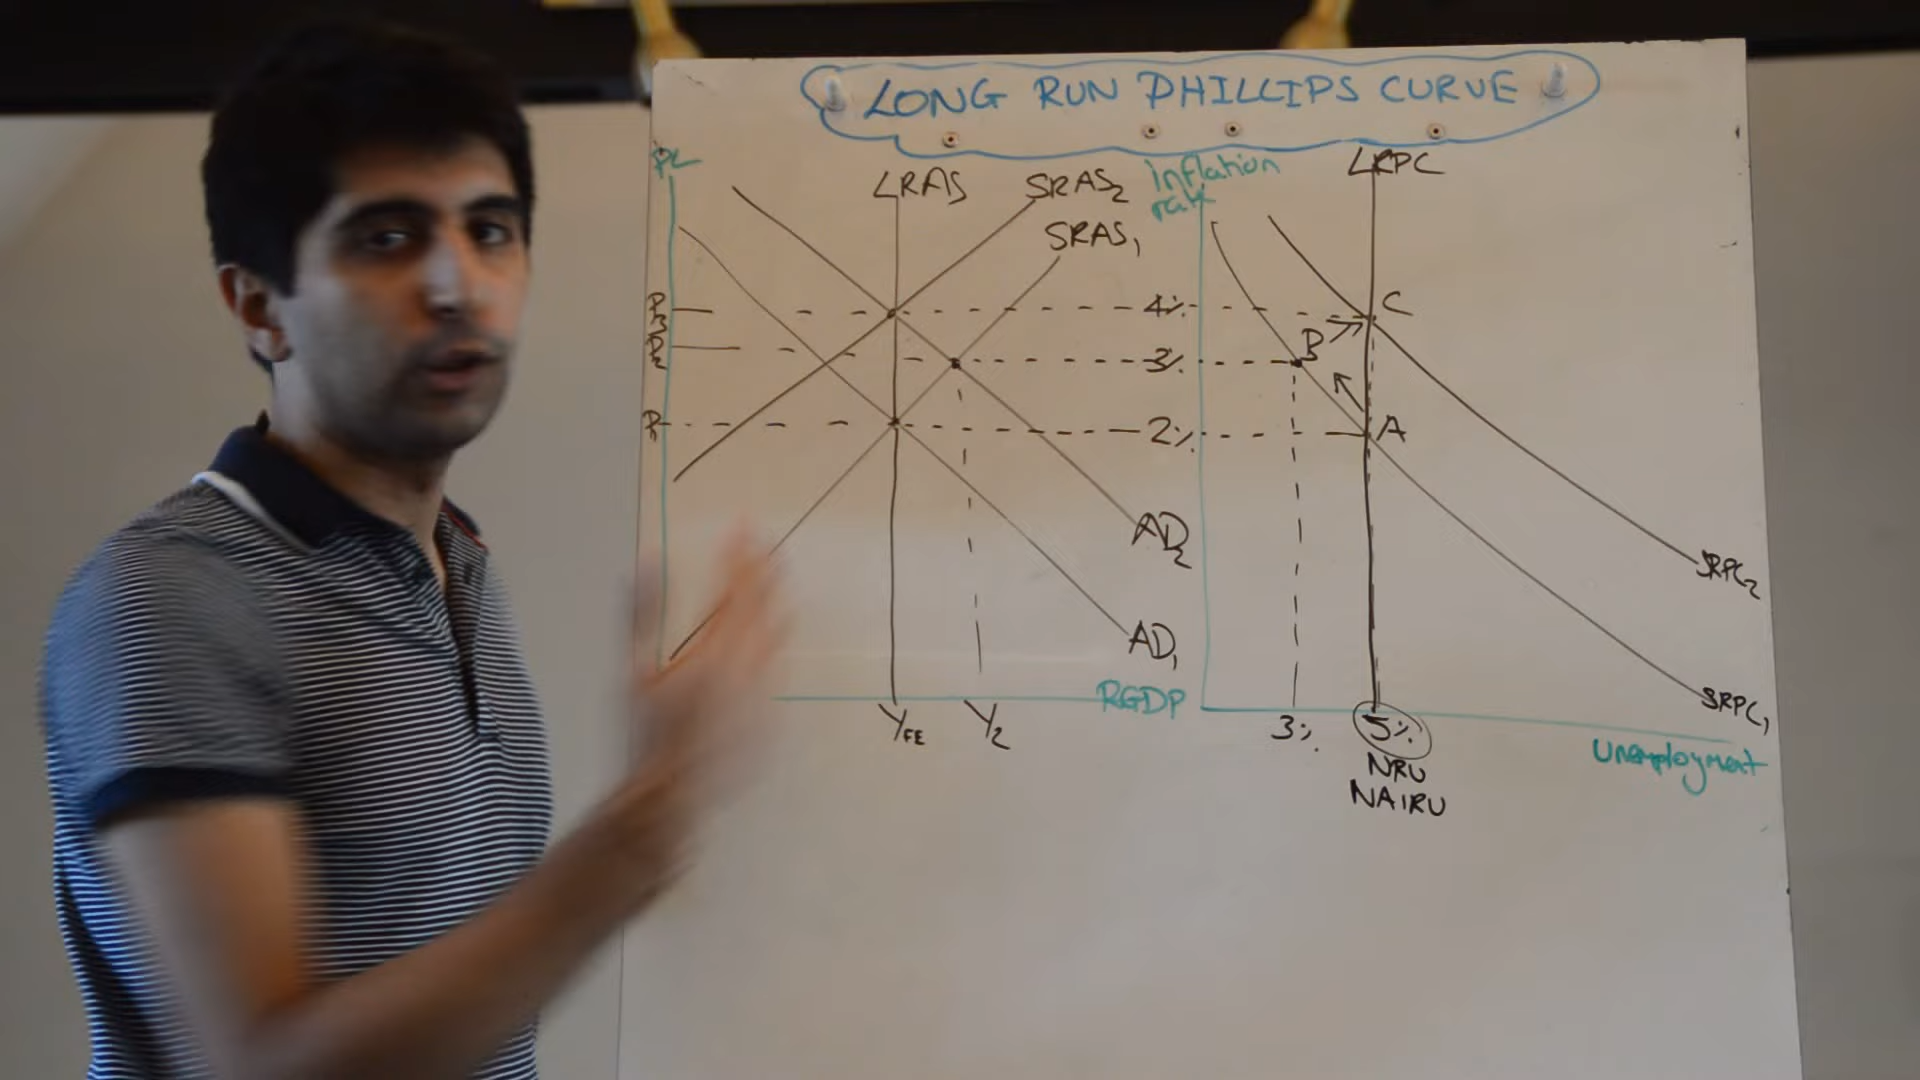 LONG RUN PHILLIPS CURVE
PL
LRAS
SRAS2
SRAS1
Inflation
rate
LRPC
P3
P2
P1
4%
3%
2%
C
B
A
AD2
AD1
SRPC2
SRPC1
RGDP
YFE
Y2
3%
5%
NRU
NAIRU
Unemployment